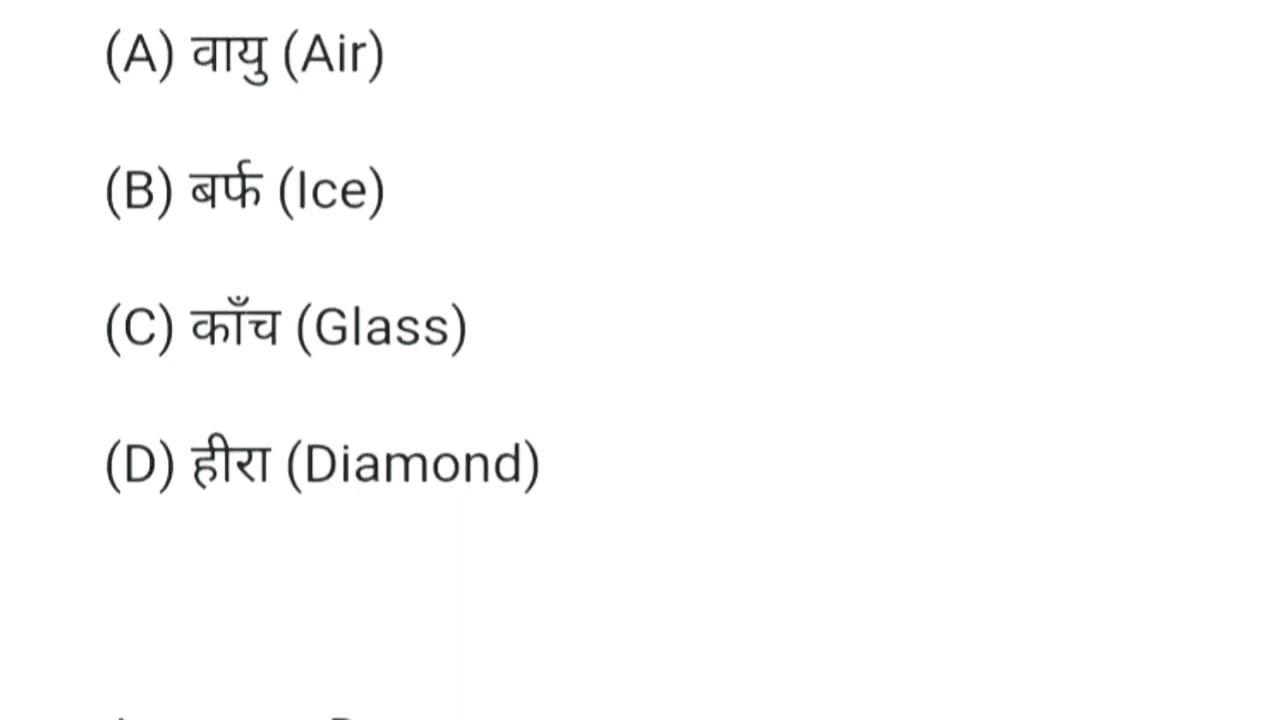 (A) वायु (Air)
(B) बर्फ (Ice)
(C) काँच (Glass)
(D) हीरा (Diamond)